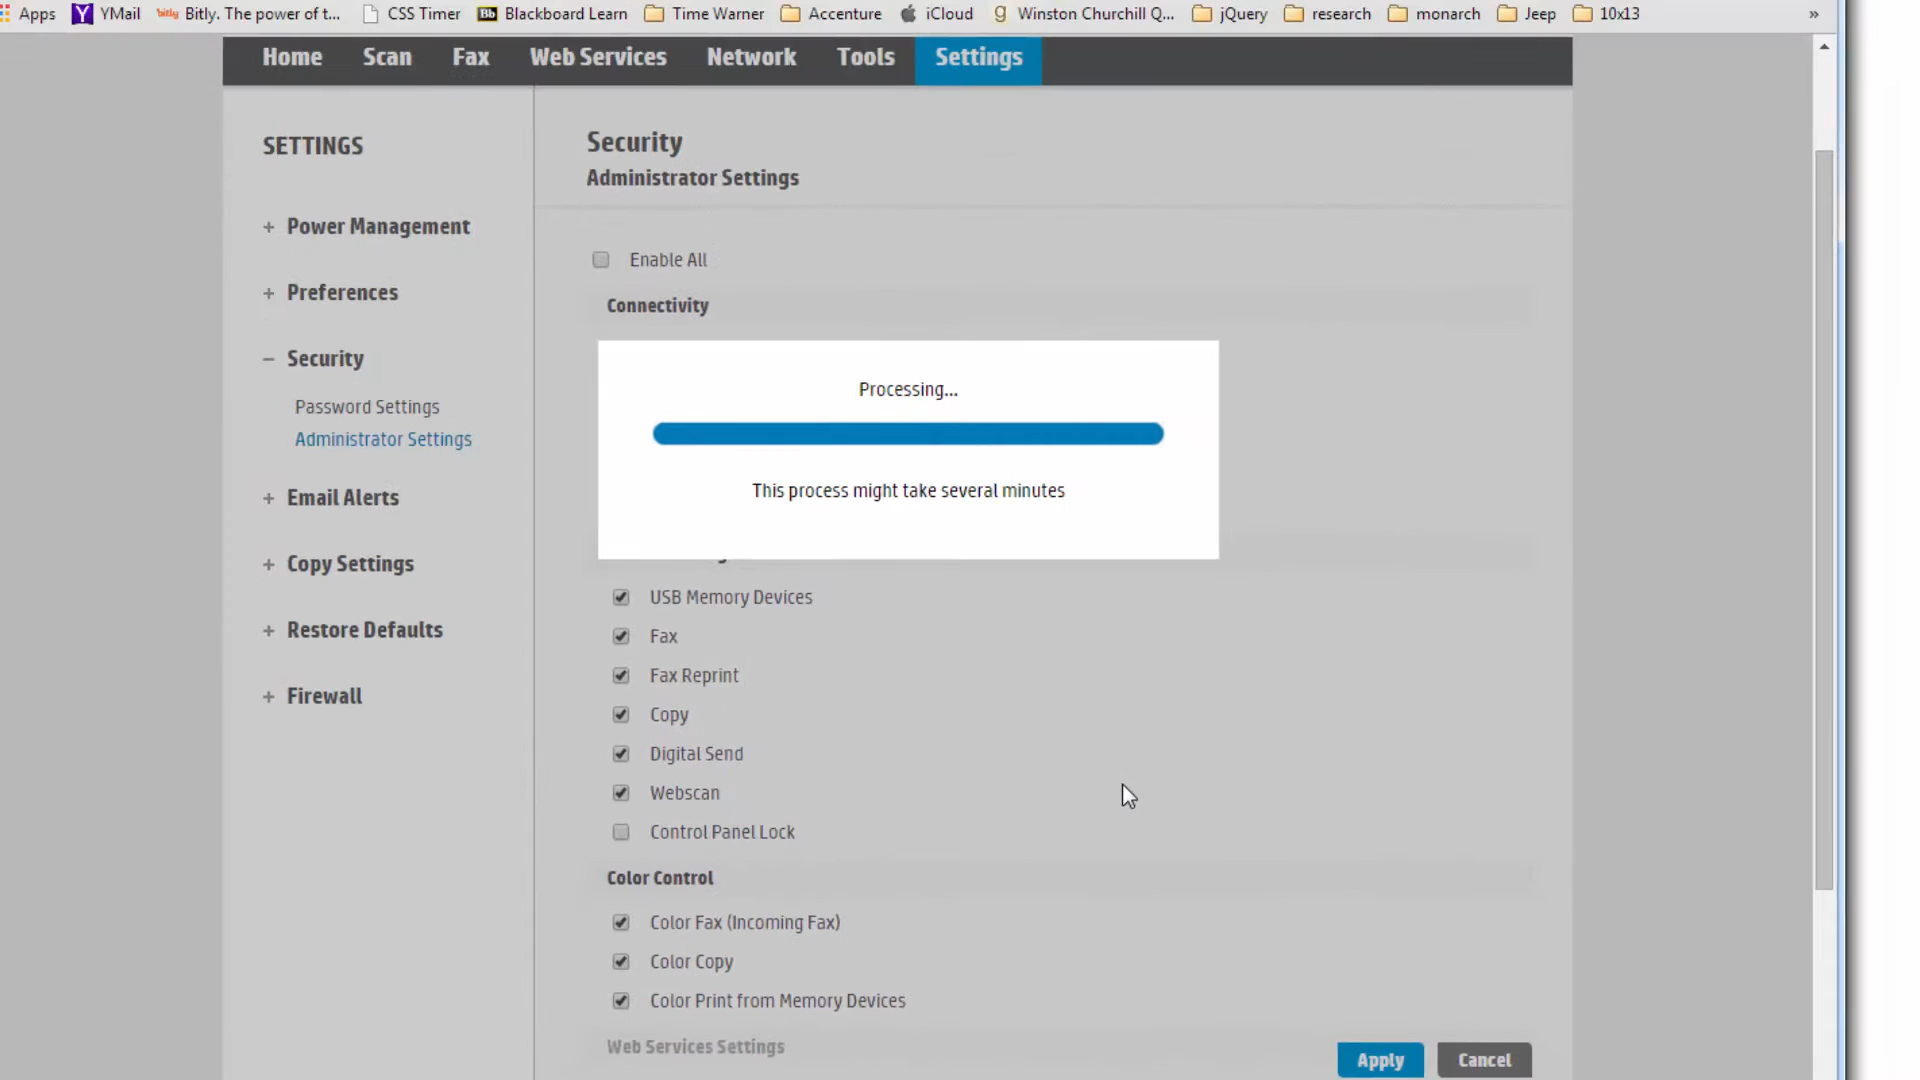 Apps YMail bitly Bitly. The power of t... CSS Timer Bb Blackboard Learn Time Warner Accenture iCloud g Winston Churchill Q... jQuery research monarch Jeep 10x13 »
Home Scan Fax Web Services Network Tools Settings
SETTINGS
+ Power Management
+ Preferences
− Security
Password Settings
Administrator Settings
+ Email Alerts
+ Copy Settings
+ Restore Defaults
+ Firewall
Security
Administrator Settings
Enable All
Connectivity
Processing...
This process might take several minutes
USB Memory Devices
Fax
Fax Reprint
Copy
Digital Send
Webscan
Control Panel Lock
Color Control
Color Fax (Incoming Fax)
Color Copy
Color Print from Memory Devices
Web Services Settings
Apply Cancel